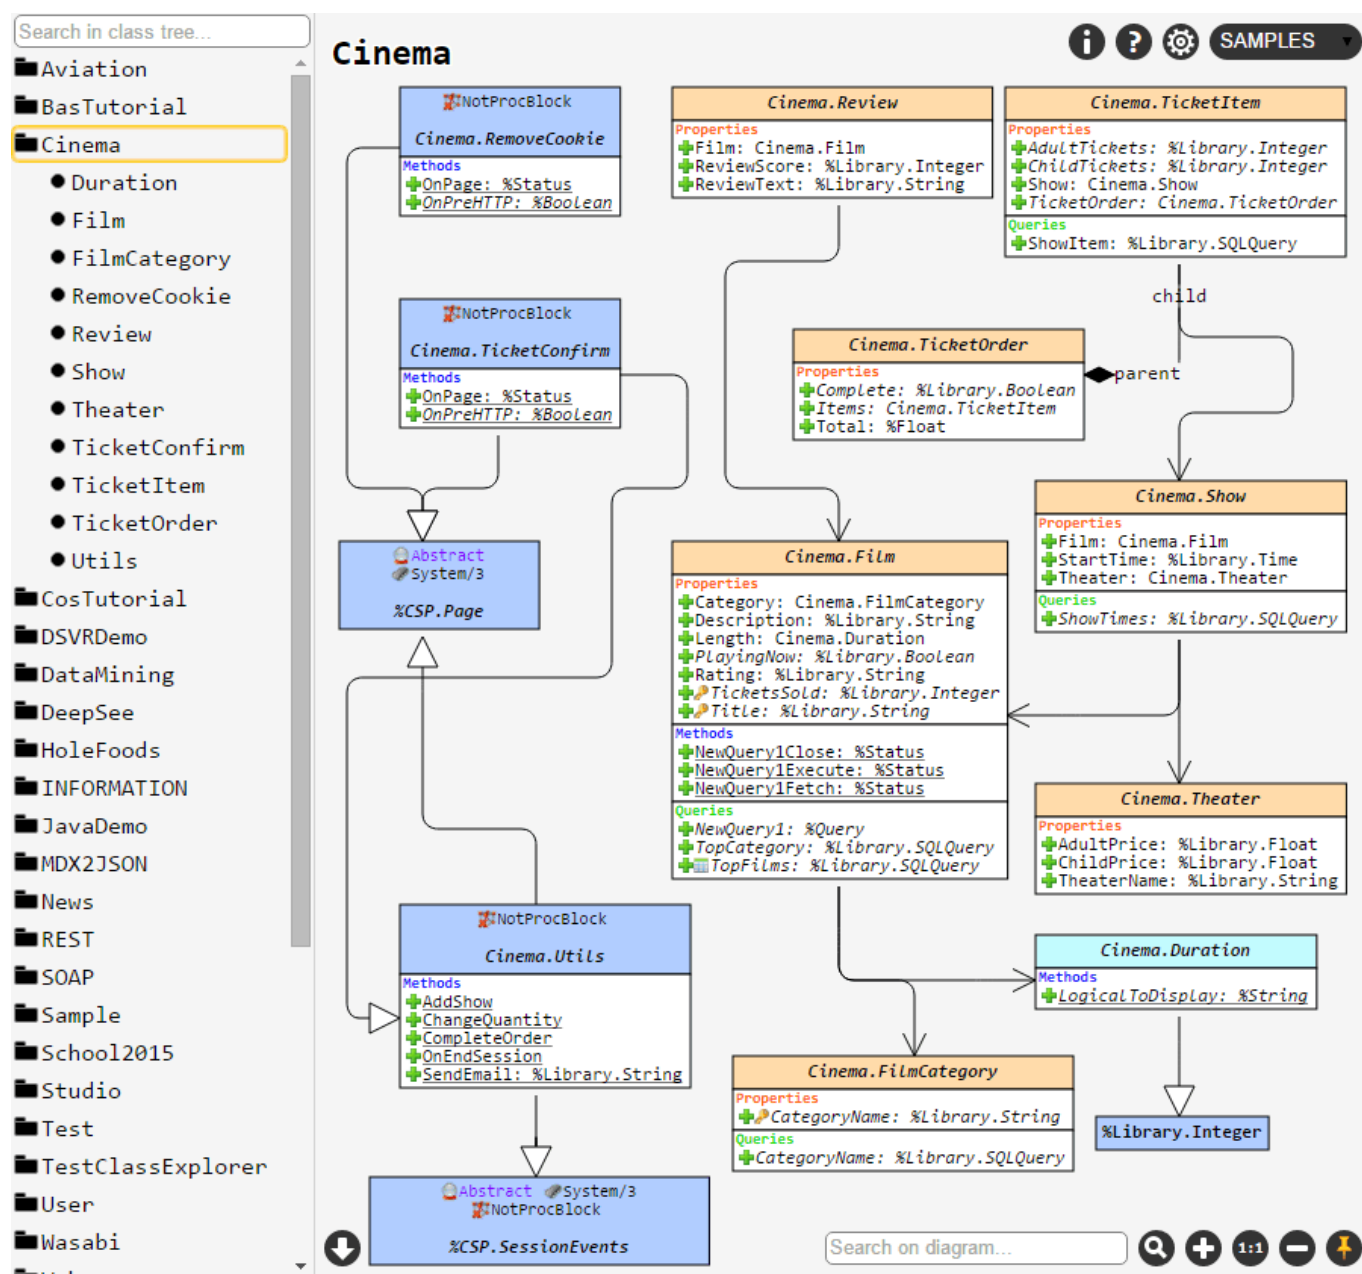 Search in class tree...
Aviation
BasTutorial
Cinema
Duration
Film
FilmCategory
RemoveCookie
Review
Show
Theater
TicketConfirm
TicketItem
TicketOrder
Utils
CosTutorial
DSVRDemo
DataMining
DeepSee
HoleFoods
INFORMATION
JavaDemo
MDX2JSON
News
REST
SOAP
Sample
School2015
Studio
Test
TestClassExplorer
User
Wasabi
Cinema
i
?
SAMPLES
NotProcBlock
Cinema.RemoveCookie
Methods
OnPage: %Status
OnPreHTTP: %Boolean
Cinema.Review
Properties
Film: Cinema.Film
ReviewScore: %Library.Integer
ReviewText: %Library.String
Cinema.TicketItem
Properties
AdultTickets: %Library.Integer
ChildTickets: %Library.Integer
Show: Cinema.Show
TicketOrder: Cinema.TicketOrder
Queries
ShowItem: %Library.SQLQuery
child
NotProcBlock
Cinema.TicketConfirm
Methods
OnPage: %Status
OnPreHTTP: %Boolean
Cinema.TicketOrder
Properties
Complete: %Library.Boolean
Items: Cinema.TicketItem
Total: %Float
parent
Cinema.Show
Properties
Film: Cinema.Film
StartTime: %Library.Time
Theater: Cinema.Theater
Queries
ShowTimes: %Library.SQLQuery
Abstract
System/3
%CSP.Page
Cinema.Film
Properties
Category: Cinema.FilmCategory
Description: %Library.String
Length: Cinema.Duration
PlayingNow: %Library.Boolean
Rating: %Library.String
TicketsSold: %Library.Integer
Title: %Library.String
Methods
NewQuery1Close: %Status
NewQuery1Execute: %Status
NewQuery1Fetch: %Status
Queries
NewQuery1: %Query
TopCategory: %Library.SQLQuery
TopFilms: %Library.SQLQuery
Cinema.Theater
Properties
AdultPrice: %Library.Float
ChildPrice: %Library.Float
TheaterName: %Library.String
NotProcBlock
Cinema.Utils
Methods
AddShow
ChangeQuantity
CompleteOrder
OnEndSession
SendEmail: %Library.String
Cinema.Duration
Methods
LogicalToDisplay: %String
Cinema.FilmCategory
Properties
CategoryName: %Library.String
Queries
CategoryName: %Library.SQLQuery
%Library.Integer
Abstract System/3
NotProcBlock
%CSP.SessionEvents
Search on diagram...
1:1